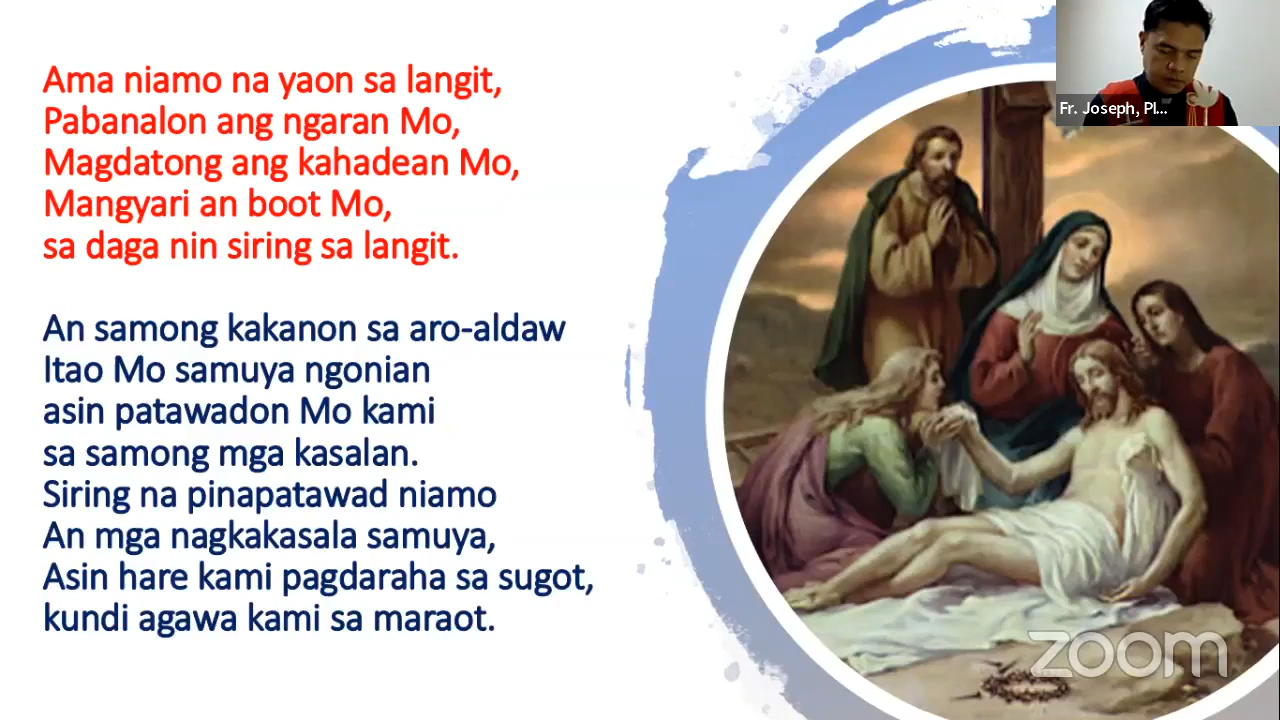 Ama niamo na yaon sa langit,
Pabanalon ang ngaran Mo,
Magdatong ang kahadean Mo,
Mangyari an boot Mo,
sa daga nin siring sa langit.
An samong kakanon sa aro-aldaw
Itao Mo samuya ngonian
asin patawadon Mo kami
sa samong mga kasalan.
Siring na pinapatawad niamo
An mga nagkakasala samuya,
Asin hare kami pagdaraha sa sugot,
kundi agawa kami sa maraot.
Fr. Joseph, Pl...
zoom